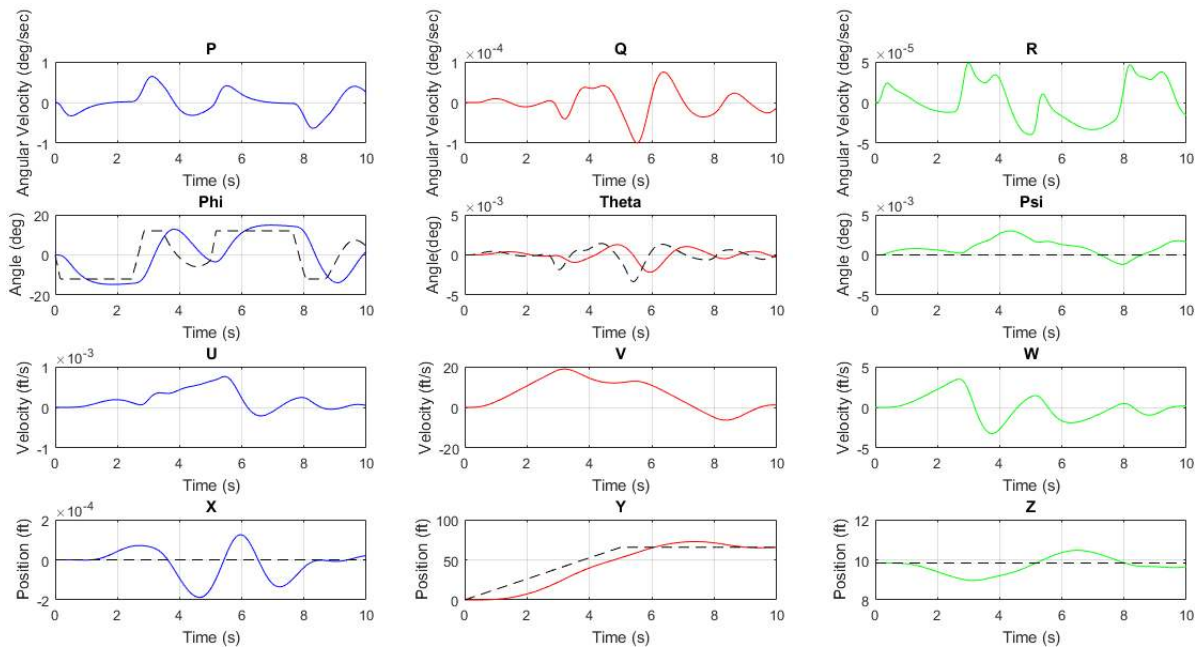 P
Angular Velocity (deg/sec)
1
0
-1
0 2 4 6 8 10
Time (s)
Q
×10⁻⁴
Angular Velocity (deg/sec)
1
0
-1
0 2 4 6 8 10
Time (s)
R
×10⁻⁵
Angular Velocity (deg/sec)
5
0
-5
0 2 4 6 8 10
Time (s)
Phi
Angle (deg)
20
0
-20
0 2 4 6 8 10
Time (s)
Theta
×10⁻³
Angle(deg)
5
0
-5
0 2 4 6 8 10
Time (s)
Psi
×10⁻³
Angle (deg)
5
0
-5
0 2 4 6 8 10
Time (s)
U
×10⁻³
Velocity (ft/s)
1
0
-1
0 2 4 6 8 10
Time (s)
V
Velocity (ft/s)
20
0
-20
0 2 4 6 8 10
Time (s)
W
Velocity (ft/s)
5
0
-5
0 2 4 6 8 10
Time (s)
X
×10⁻⁴
Position (ft)
2
0
-2
0 2 4 6 8 10
Time (s)
Y
Position (ft)
100
50
0
0 2 4 6 8 10
Time (s)
Z
Position (ft)
12
10
8
0 2 4 6 8 10
Time (s)